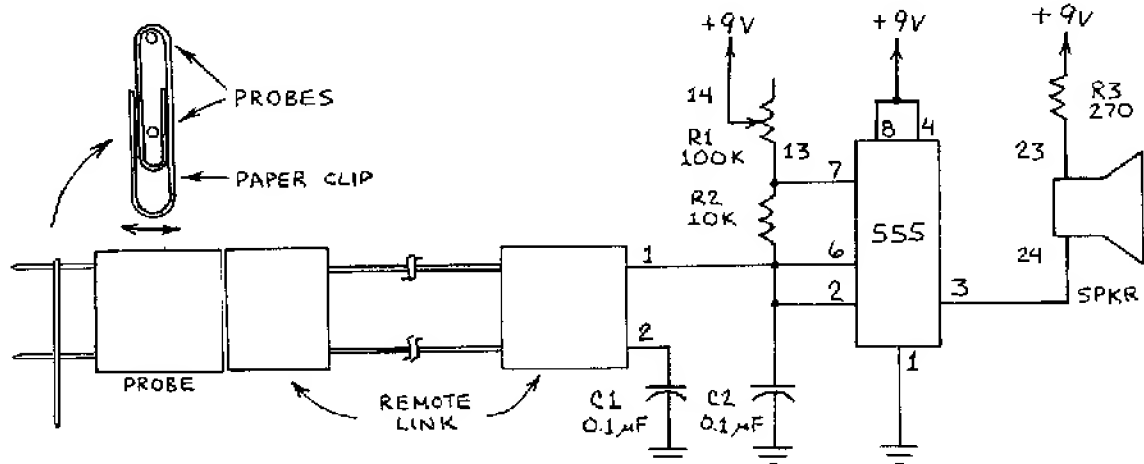 PROBES
PAPER CLIP
PROBE
REMOTE
LINK
1
2
C1
0.1µF
C2
0.1µF
+9V
14
R1
100K
13
R2
10K
+9V
8
4
7
6
2
555
3
1
+9V
R3
270
23
24
SPKR